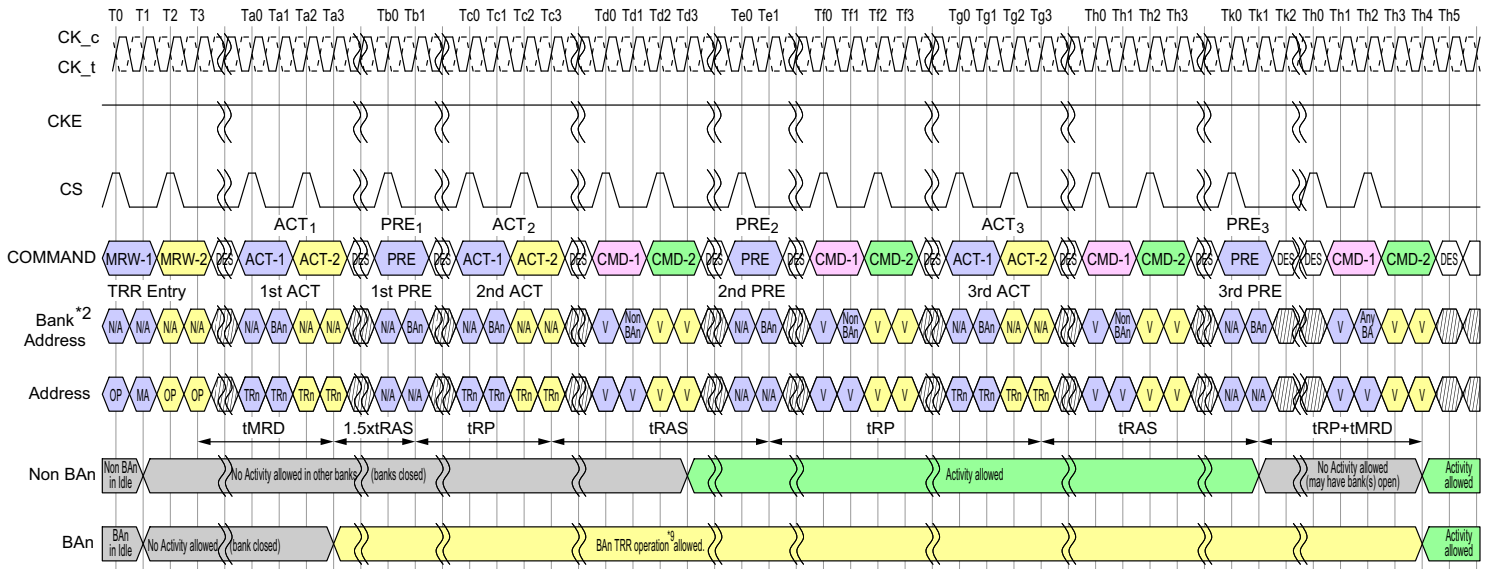 T0 T1 T2 T3 Ta0 Ta1 Ta2 Ta3 Tb0 Tb1 Tc0 Tc1 Tc2 Tc3 Td0 Td1 Td2 Td3 Te0 Te1 Tf0 Tf1 Tf2 Tf3 Tg0 Tg1 Tg2 Tg3 Th0 Th1 Th2 Th3 Tk0 Tk1 Tk2 Th0 Th1 Th2 Th3 Th4 Th5
CK_c
CK_t
CKE
CS
ACT1 PRE1 ACT2 PRE2 ACT3 PRE3
COMMAND MRW-1 MRW-2 DES ACT-1 ACT-2 DES PRE DES ACT-1 ACT-2 DES CMD-1 CMD-2 DES PRE DES CMD-1 CMD-2 DES ACT-1 ACT-2 DES CMD-1 CMD-2 DES PRE DES DES CMD-1 CMD-2 DES
TRR Entry 1st ACT 1st PRE 2nd ACT 2nd PRE 3rd ACT 3rd PRE
Bank*2 Address N/A N/A N/A N/A N/A BAn N/A N/A N/A BAn N/A BAn N/A N/A V Non BAn V V N/A BAn V Non BAn V V N/A BAn N/A N/A V Non BAn V V N/A BAn V Any BA V V
Address OP MA OP OP TRn TRn TRn TRn N/A N/A TRn TRn TRn TRn V V V V N/A N/A V V V V TRn TRn TRn TRn V V V V N/A N/A V V V V
tMRD 1.5xtRAS tRP tRAS tRP tRAS tRP+tMRD
Non BAn Non BAn in Idle No Activity allowed in other banks (banks closed) Activity allowed No Activity allowed (may have bank(s) open) Activity allowed
BAn BAn in Idle No Activity allowed (bank closed) BAn TRR operation*9 allowed. Activity allowed